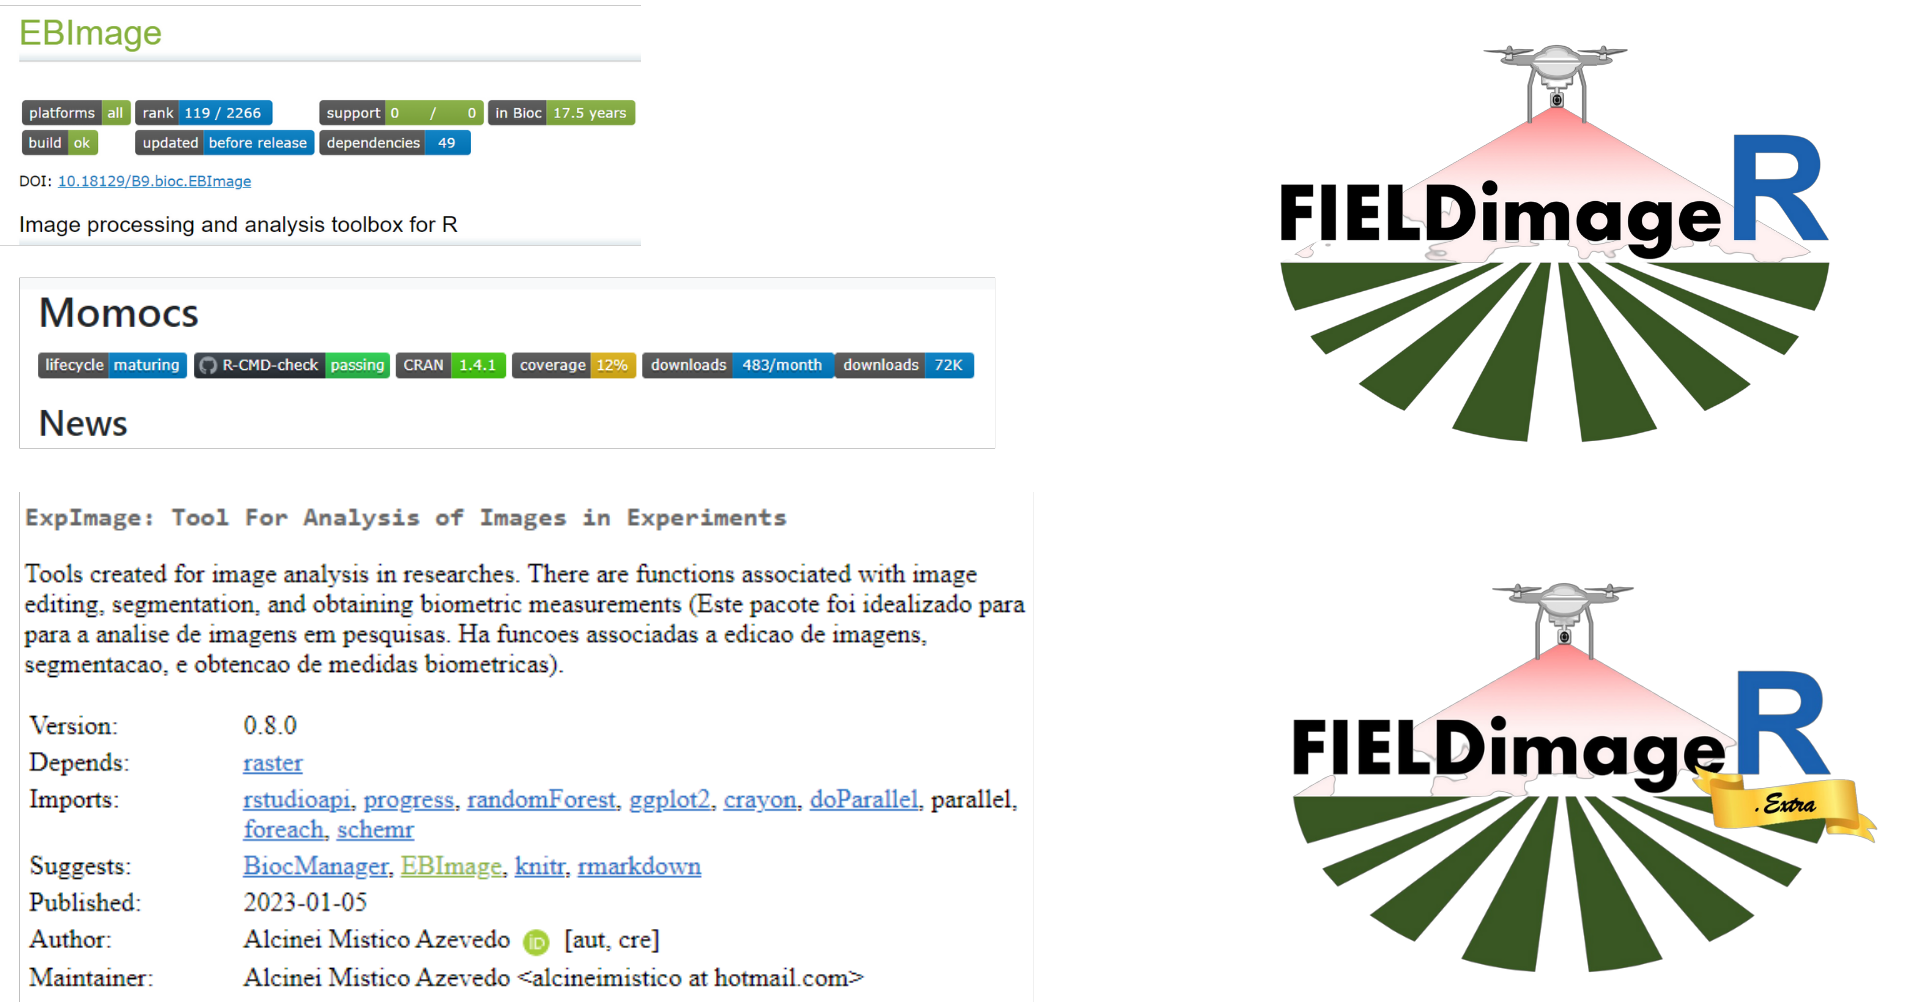 EBImage
platforms all rank 119 / 2266 support 0 / 0 in Bioc 17.5 years
build ok updated before release dependencies 49
DOI: 10.18129/B9.bioc.EBImage
Image processing and analysis toolbox for R
Momocs
lifecycle maturing R-CMD-check passing CRAN 1.4.1 coverage 12% downloads 483/month downloads 72K
News
ExpImage: Tool For Analysis of Images in Experiments
Tools created for image analysis in researches. There are functions associated with image
editing, segmentation, and obtaining biometric measurements (Este pacote foi idealizado para
para a analise de imagens em pesquisas. Ha funcoes associadas a edicao de imagens,
segmentacao, e obtencao de medidas biometricas).
Version: 0.8.0
Depends: raster
Imports: rstudioapi, progress, randomForest, ggplot2, crayon, doParallel, parallel,
foreach, schemr
Suggests: BiocManager, EBImage, knitr, rmarkdown
Published: 2023-01-05
Author: Alcinei Mistico Azevedo iD [aut, cre]
Maintainer: Alcinei Mistico Azevedo <alcineimistico at hotmail.com>
FIELDimageR
FIELDimageR
. Extra